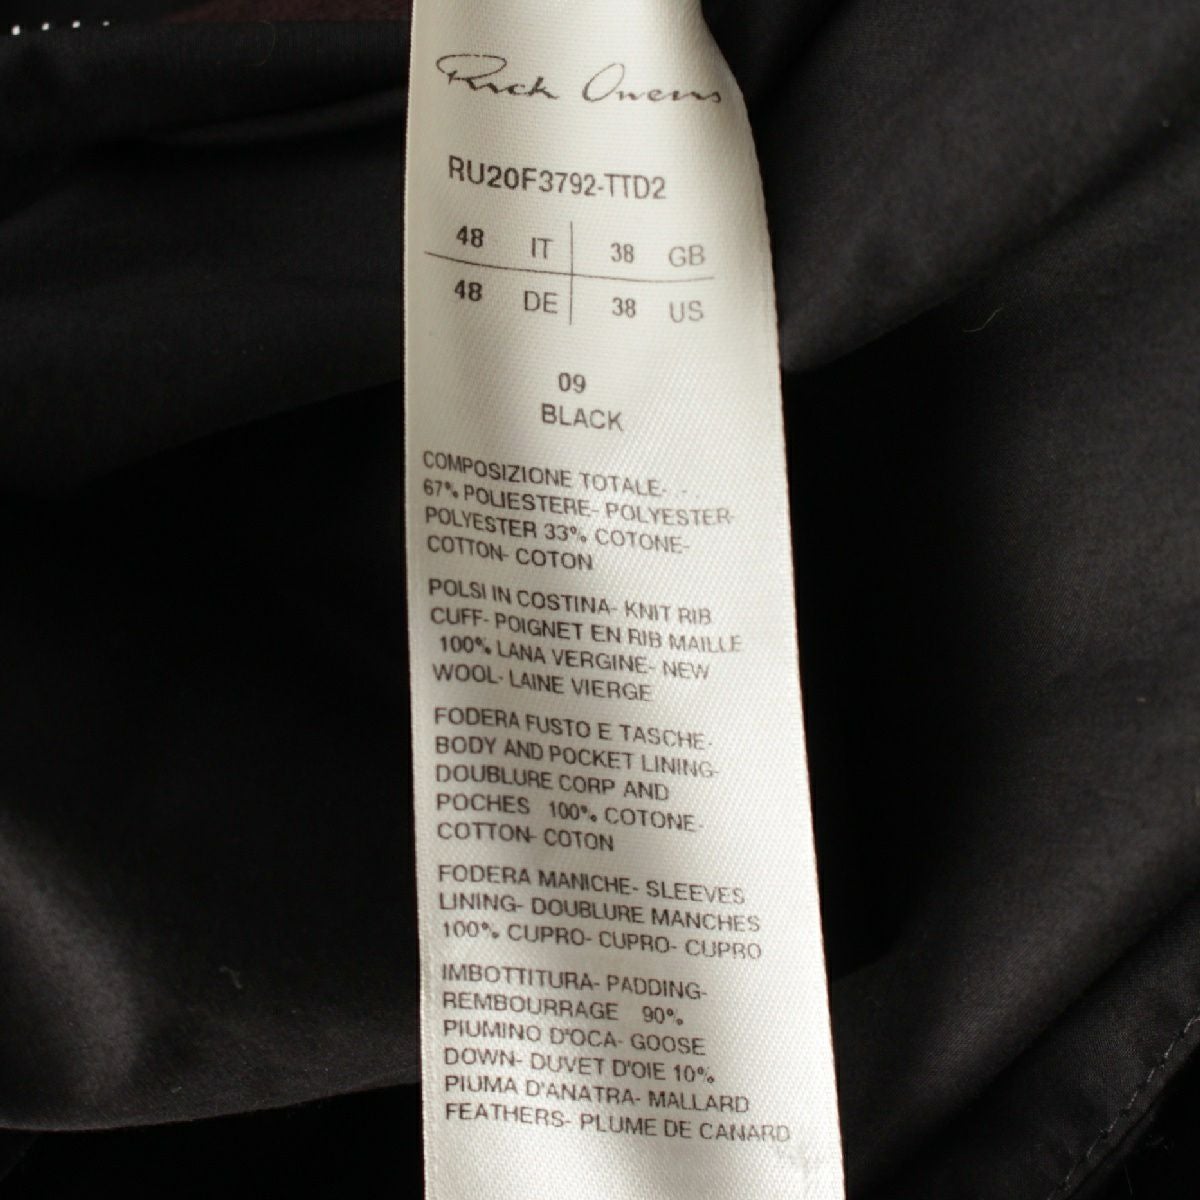 Rick Owens
RU20F3792-TTD2
48 IT 38 GB
48 DE 38 US
09
BLACK
COMPOSIZIONE TOTALE- - -
67% POLIESTERE- POLYESTER-
POLYESTER 33% COTONE-
COTTON- COTON
POLSI IN COSTINA- KNIT RIB
CUFF- POIGNET EN RIB MAILLE
100% LANA VERGINE- NEW
WOOL- LAINE VIERGE
FODERA FUSTO E TASCHE-
BODY AND POCKET LINING-
DOUBLURE CORP AND
POCHES 100% COTONE-
COTTON- COTON
FODERA MANICHE- SLEEVES
LINING- DOUBLURE MANCHES
100% CUPRO- CUPRO- CUPRO
IMBOTTITURA- PADDING-
REMBOURRAGE 90%
PIUMINO D'OCA- GOOSE
DOWN- DUVET D'OIE 10%
PIUMA D'ANATRA- MALLARD
FEATHERS- PLUME DE CANARD